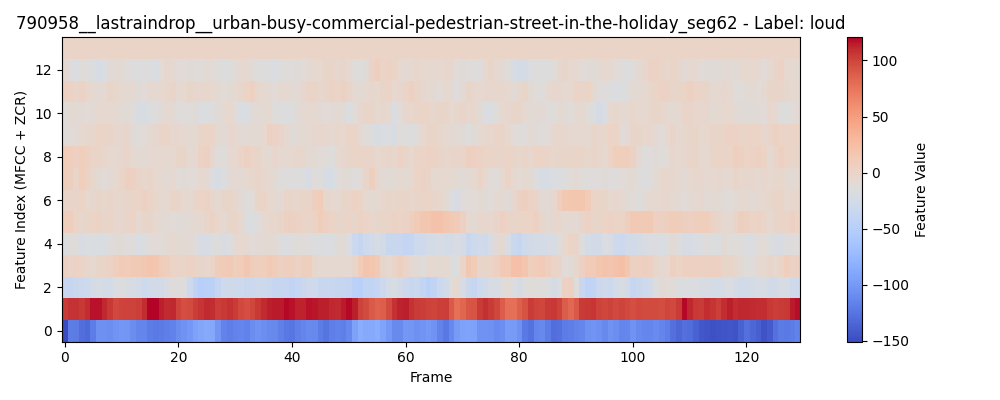 790958__lastraindrop__urban-busy-commercial-pedestrian-street-in-the-holiday_seg62 - Label: loud
Feature Index (MFCC + ZCR)
12
10
8
6
4
2
0
0 20 40 60 80 100 120
Frame
100
50
0
−50
−100
−150
Feature Value